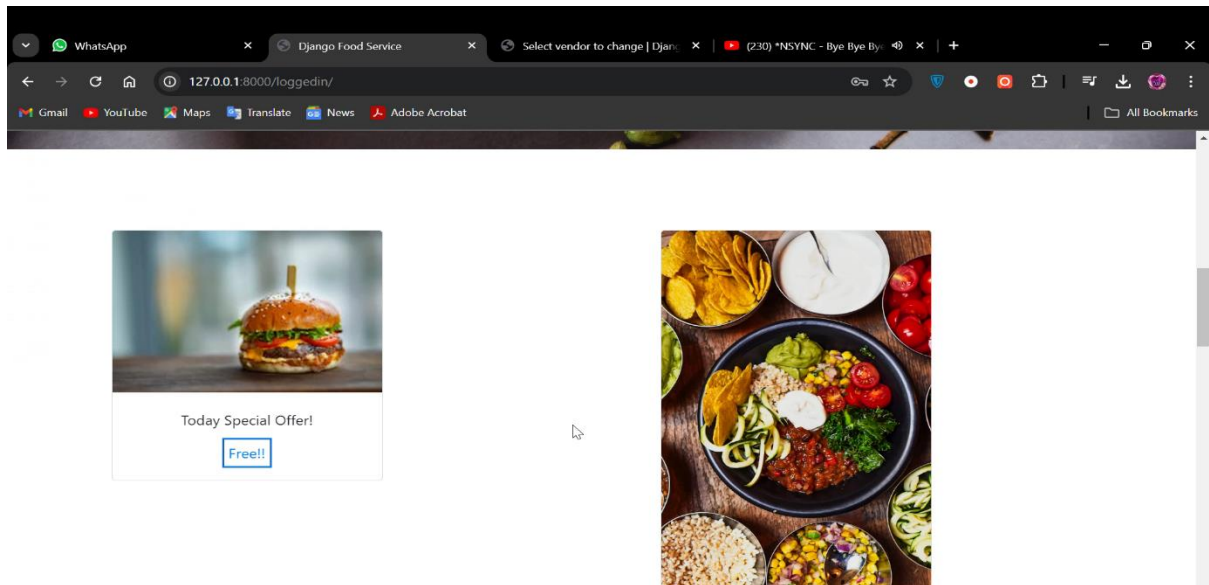 WhatsApp
Django Food Service
Select vendor to change | Djang
(230) *NSYNC - Bye Bye By
127.0.0.1:8000/loggedin/
Gmail
YouTube
Maps
Translate
News
Adobe Acrobat
All Bookmarks
Today Special Offer!
Free!!